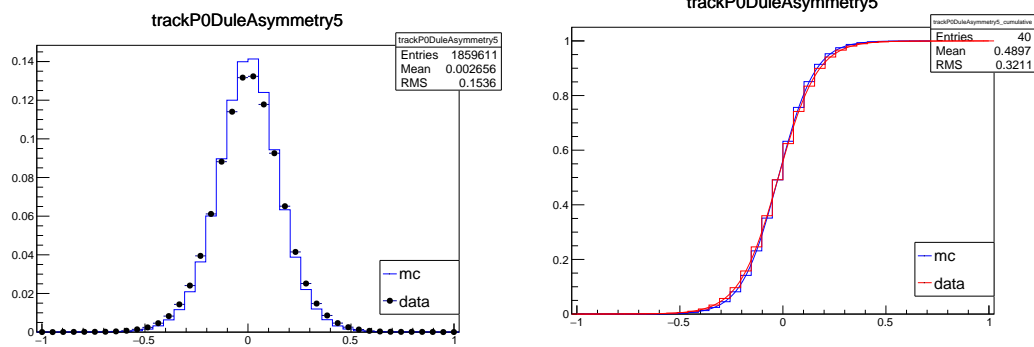 trackP0DuleAsymmetry5
trackP0DuleAsymmetry5
Entries 1859611
Mean 0.002656
RMS 0.1536
0.14
0.12
0.1
0.08
0.06
0.04
0.02
0
−1
−0.5
0
0.5
1
mc
data
trackP0DuleAsymmetry5
trackP0DuleAsymmetry5_cumulative
Entries 40
Mean 0.4897
RMS 0.3211
1
0.8
0.6
0.4
0.2
0
−1
−0.5
0
0.5
1
mc
data